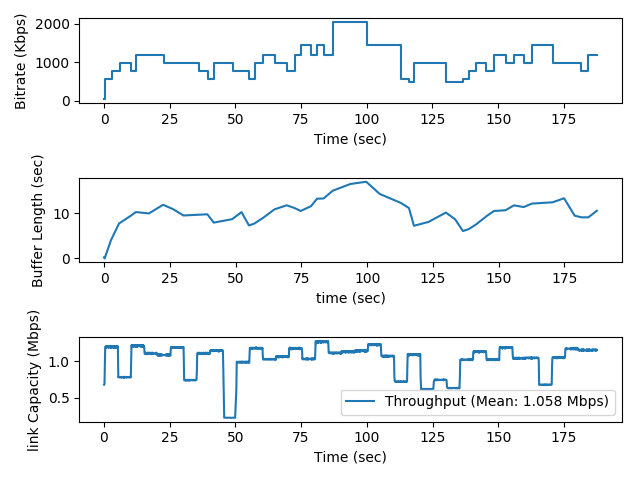 Bitrate (Kbps)
2000
1000
0
0 25 50 75 100 125 150 175
Time (sec)
Buffer Length (sec)
10
0
0 25 50 75 100 125 150 175
time (sec)
link Capacity (Mbps)
1.0
0.5
Throughput (Mean: 1.058 Mbps)
0 25 50 75 100 125 150 175
Time (sec)